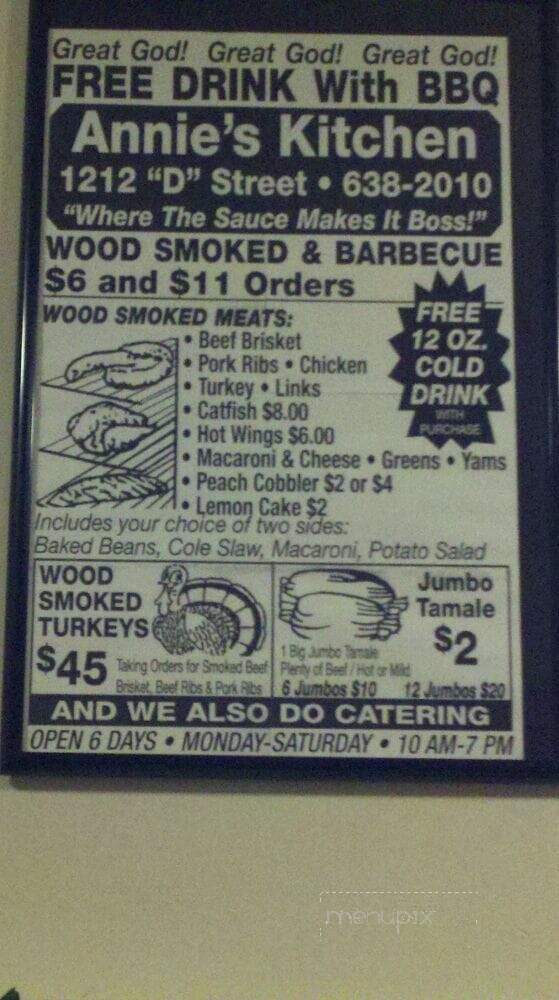 Great God! Great God! Great God!
FREE DRINK With BBQ
Annie's Kitchen
1212 "D" Street • 638-2010
"Where The Sauce Makes It Boss!"
WOOD SMOKED & BARBECUE
$6 and $11 Orders
WOOD SMOKED MEATS:
• Beef Brisket
• Pork Ribs • Chicken
• Turkey • Links
• Catfish $8.00
• Hot Wings $6.00
• Macaroni & Cheese • Greens • Yams
• Peach Cobbler $2 or $4
• Lemon Cake $2
FREE
12 OZ.
COLD
DRINK
WITH
PURCHASE
Includes your choice of two sides:
Baked Beans, Cole Slaw, Macaroni, Potato Salad
WOOD
SMOKED
TURKEYS
$45
Taking Orders for Smoked Beef
Brisket, Beef Ribs & Pork Ribs
Jumbo
Tamale
$2
1 Big Jumbo Tamale
Plenty of Beef / Hot or Mild
6 Jumbos $10 12 Jumbos $20
AND WE ALSO DO CATERING
OPEN 6 DAYS • MONDAY-SATURDAY • 10 AM-7 PM
menupix